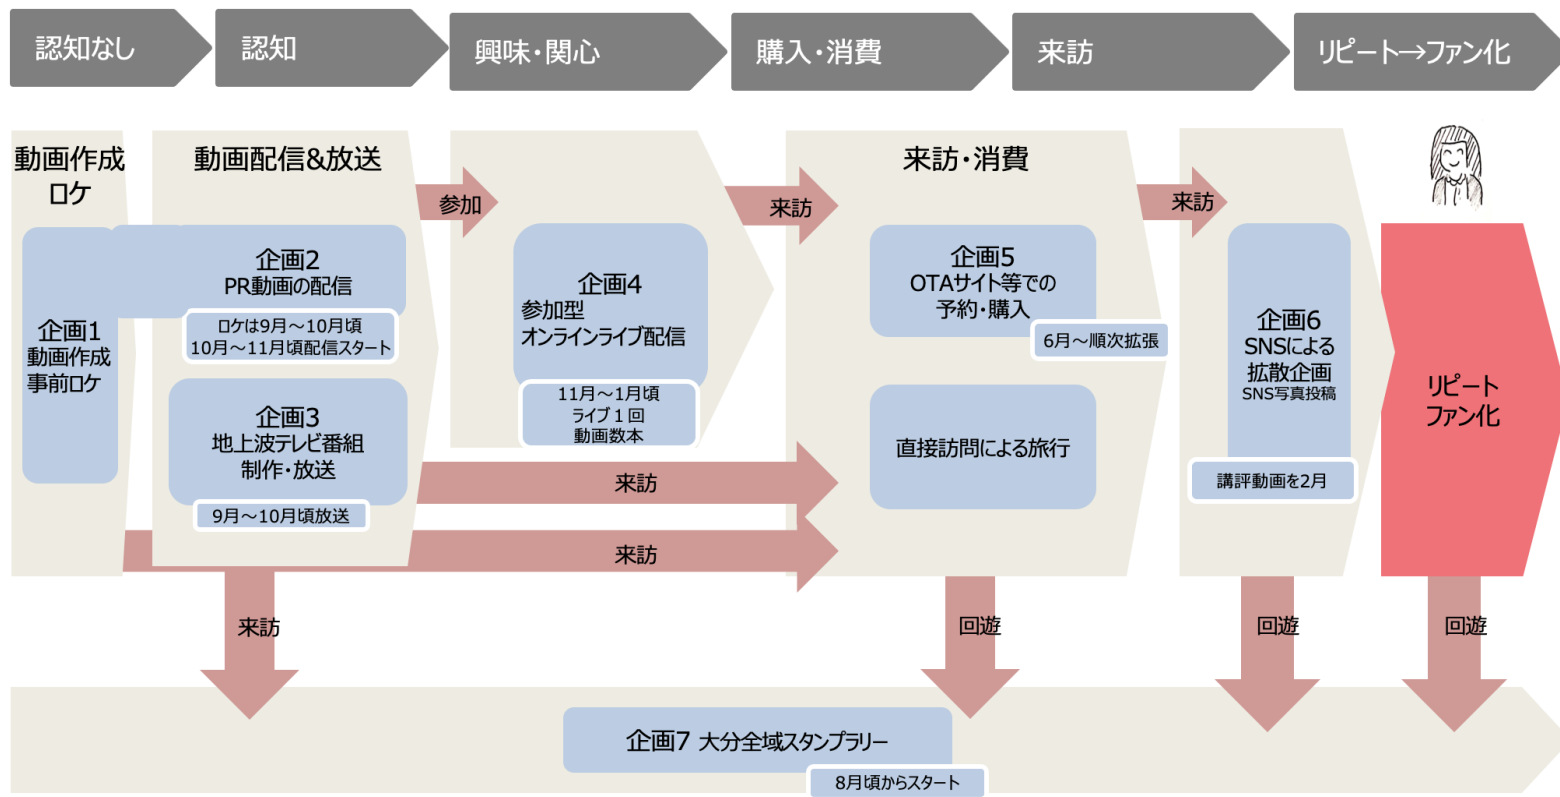 認知なし
認知
興味・関心
購入・消費
来訪
リピート→ファン化
動画作成
ロケ
企画1
動画作成
事前ロケ
動画配信&放送
企画2
PR動画の配信
ロケは9月～10月頃
10月～11月頃配信スタート
企画3
地上波テレビ番組
制作・放送
9月～10月頃放送
参加
企画4
参加型
オンラインライブ配信
11月～1月頃
ライブ１回
動画数本
来訪
来訪
来訪
来訪・消費
企画5
OTAサイト等での
予約・購入
6月～順次拡張
直接訪問による旅行
来訪
企画6
SNSによる
拡散企画
SNS写真投稿
講評動画を2月
リピート
ファン化
来訪
回遊
回遊
回遊
企画7 大分全域スタンプラリー
8月頃からスタート